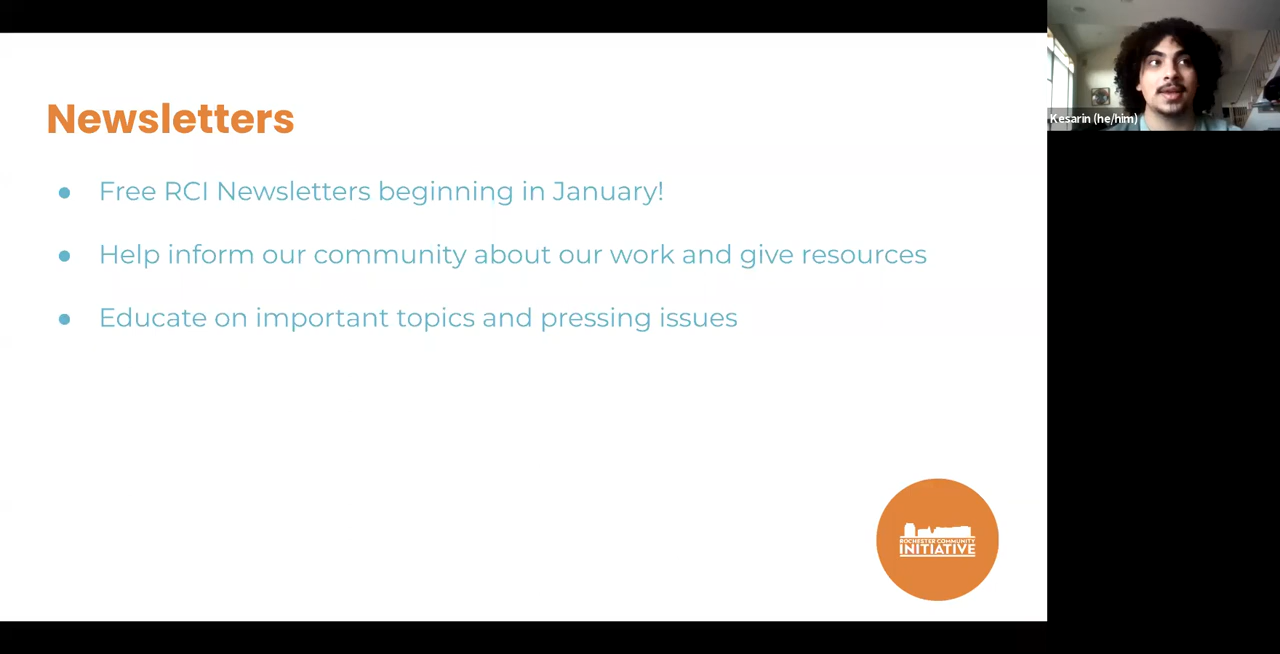 Newsletters
● Free RCI Newsletters beginning in January!
● Help inform our community about our work and give resources
● Educate on important topics and pressing issues
Kesarin (he/him)
ROCHESTER COMMUNITY
INITIATIVE